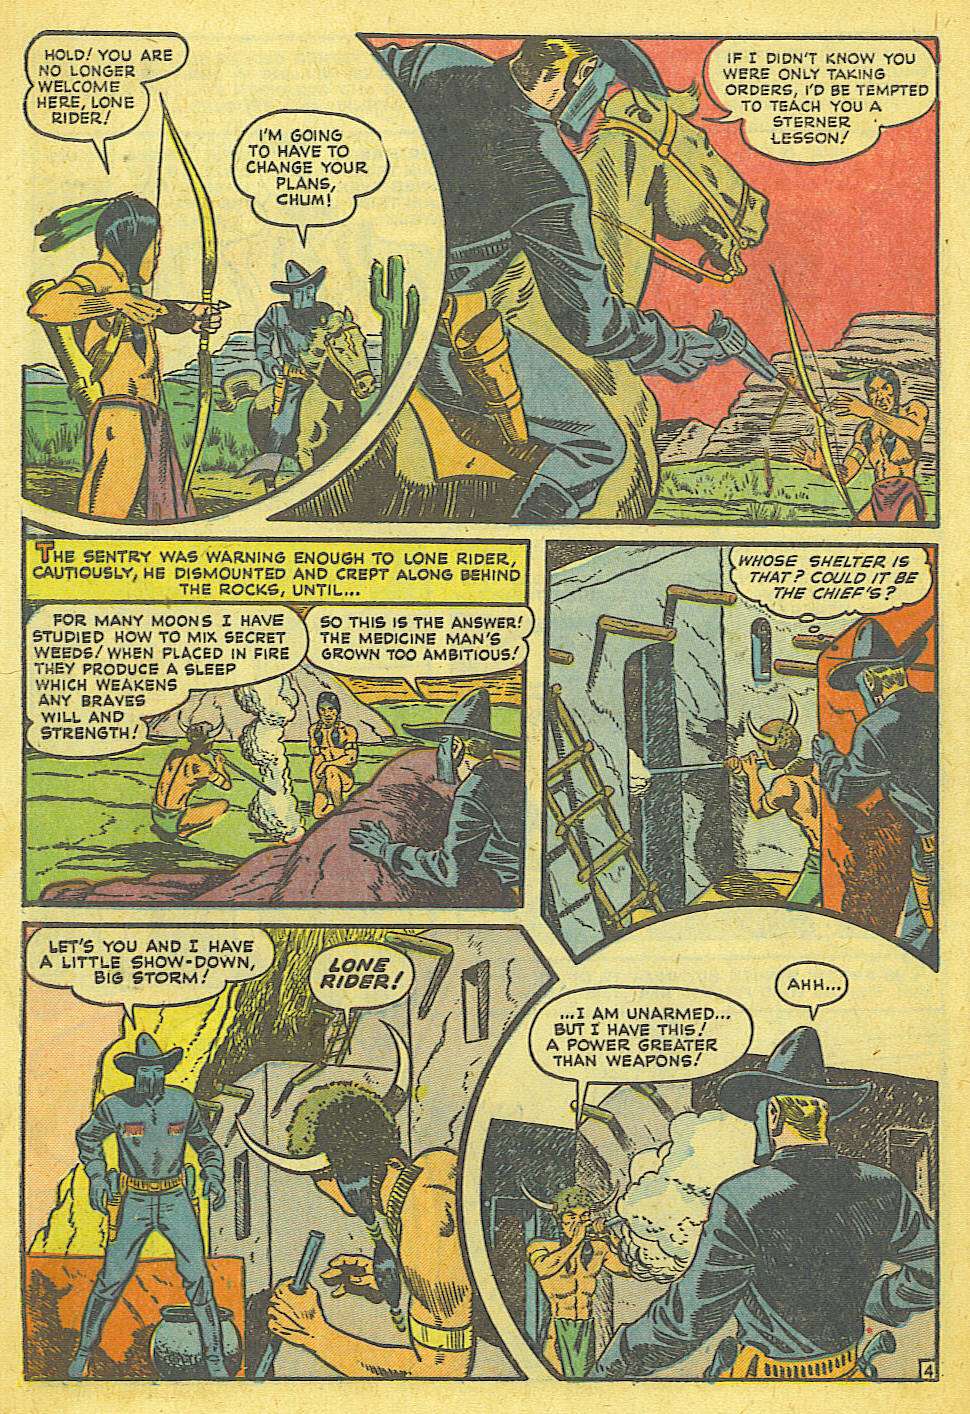 HOLD! YOU ARE
NO LONGER
WELCOME
HERE, LONE
RIDER!
I'M GOING
TO HAVE TO
CHANGE YOUR
PLANS,
CHUM!
IF I DIDN'T KNOW YOU
WERE ONLY TAKING
ORDERS, I'D BE TEMPTED
TO TEACH YOU A
STERNER
LESSON!
THE SENTRY WAS WARNING ENOUGH TO LONE RIDER,
CAUTIOUSLY, HE DISMOUNTED AND CREPT ALONG BEHIND
THE ROCKS, UNTIL...
FOR MANY MOONS I HAVE
STUDIED HOW TO MIX SECRET
WEEDS! WHEN PLACED IN FIRE
THEY PRODUCE A SLEEP
WHICH WEAKENS
ANY BRAVES
WILL AND
STRENGTH!
SO THIS IS THE ANSWER!
THE MEDICINE MAN'S
GROWN TOO AMBITIOUS!
WHOSE SHELTER IS
THAT? COULD IT BE
THE CHIEF'S?
LET'S YOU AND I HAVE
A LITTLE SHOW-DOWN,
BIG STORM!
LONE
RIDER!
...I AM UNARMED...
BUT I HAVE THIS!
A POWER GREATER
THAN WEAPONS!
AHH...
4